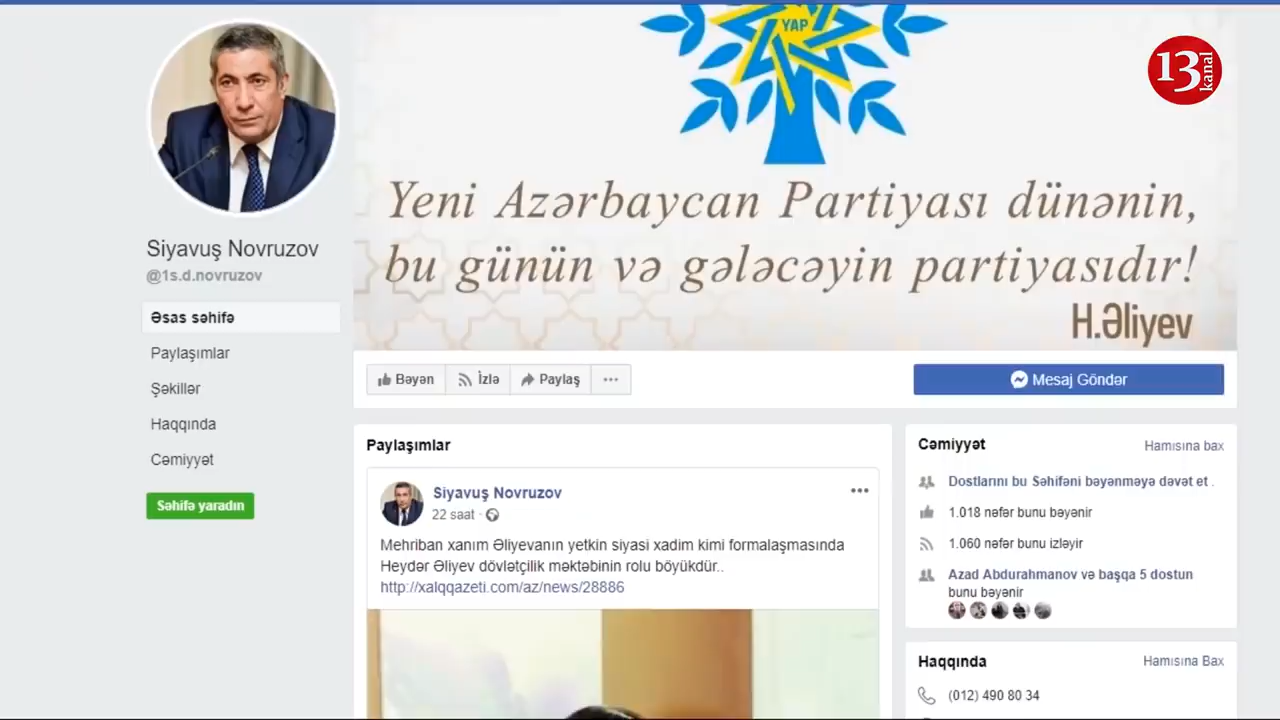 YAP
13 kanal
Yeni Azərbaycan Partiyası dünənin,
bu günün və gələcəyin partiyasıdır!
H.Əliyev
Siyavuş Novruzov
@1s.d.novruzov
Əsas səhifə
Paylaşımlar
Şəkillər
Haqqında
Cəmiyyət
Səhifə yaradın
Bəyən
İzlə
Paylaş
Mesaj Göndər
Paylaşımlar
Siyavuş Novruzov
22 saat
Mehriban xanım Əliyevanın yetkin siyasi xadim kimi formalaşmasında
Heydər Əliyev dövlətçilik məktəbinin rolu böyükdür..
http://xalqqazeti.com/az/news/28886
Cəmiyyət
Hamısına bax
Dostlarını bu Səhifəni bəyənməyə dəvət et .
1.018 nəfər bunu bəyənir
1.060 nəfər bunu izləyir
Azad Abdurahmanov və başqa 5 dostun
bunu bəyənir
Haqqında
Hamısına Bax
(012) 490 80 34